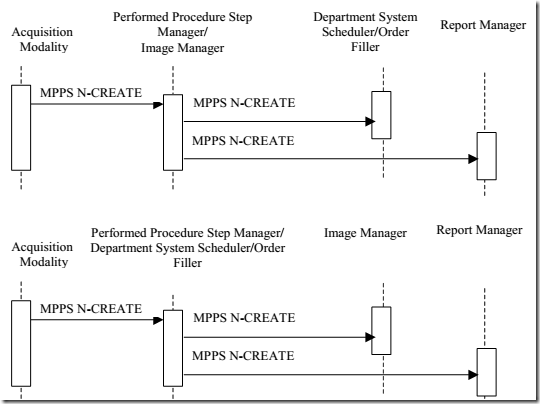 Acquisition
Modality
Performed Procedure Step
Manager/
Image Manager
Department System
Scheduler/Order
Filler
Report Manager
MPPS N-CREATE
MPPS N-CREATE
MPPS N-CREATE
Acquisition
Modality
Performed Procedure Step Manager/
Department System Scheduler/Order
Filler
Image Manager
Report Manager
MPPS N-CREATE
MPPS N-CREATE
MPPS N-CREATE